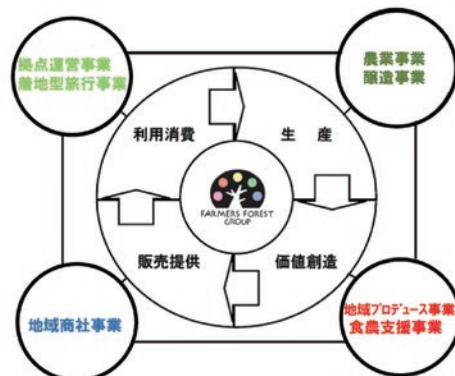 拠点運営事業
着地型旅行事業
農業事業
醸造事業
利用消費
生 産
FARMERS FOREST
GROUP
販売提供
価値創造
地域商社事業
地域プロデュース事業
食農支援事業